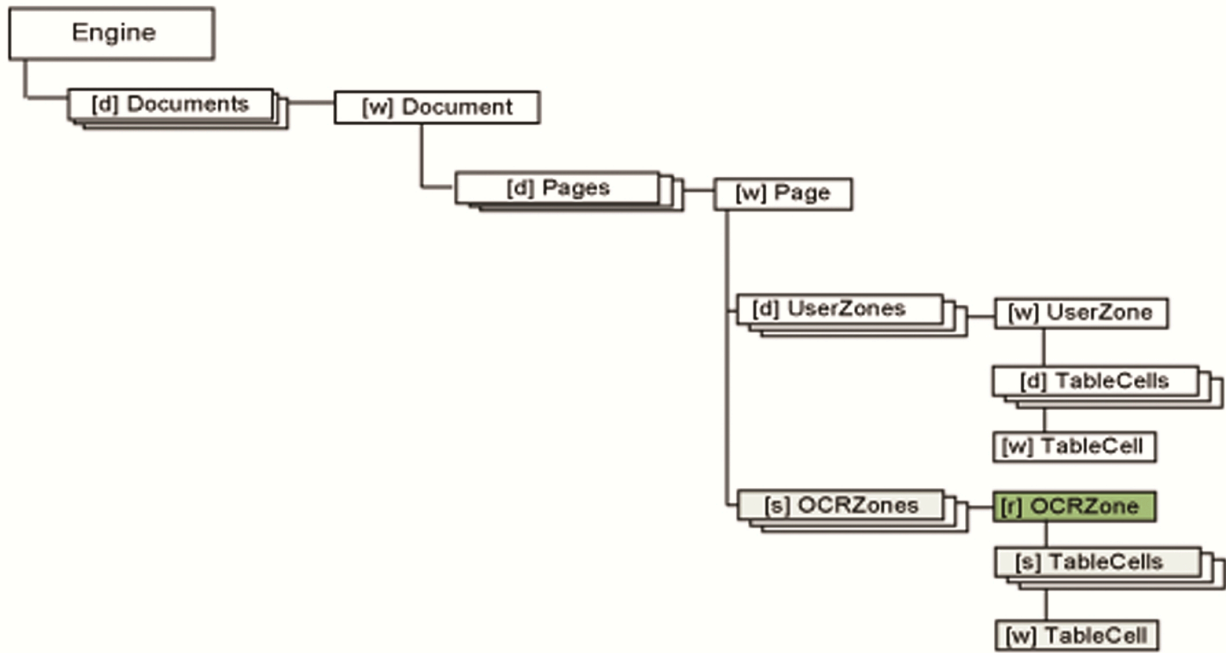 Engine
[d] Documents
[w] Document
[d] Pages
[w] Page
[d] UserZones
[w] UserZone
[d] TableCells
[w] TableCell
[s] OCRZones
[r] OCRZone
[s] TableCells
[w] TableCell